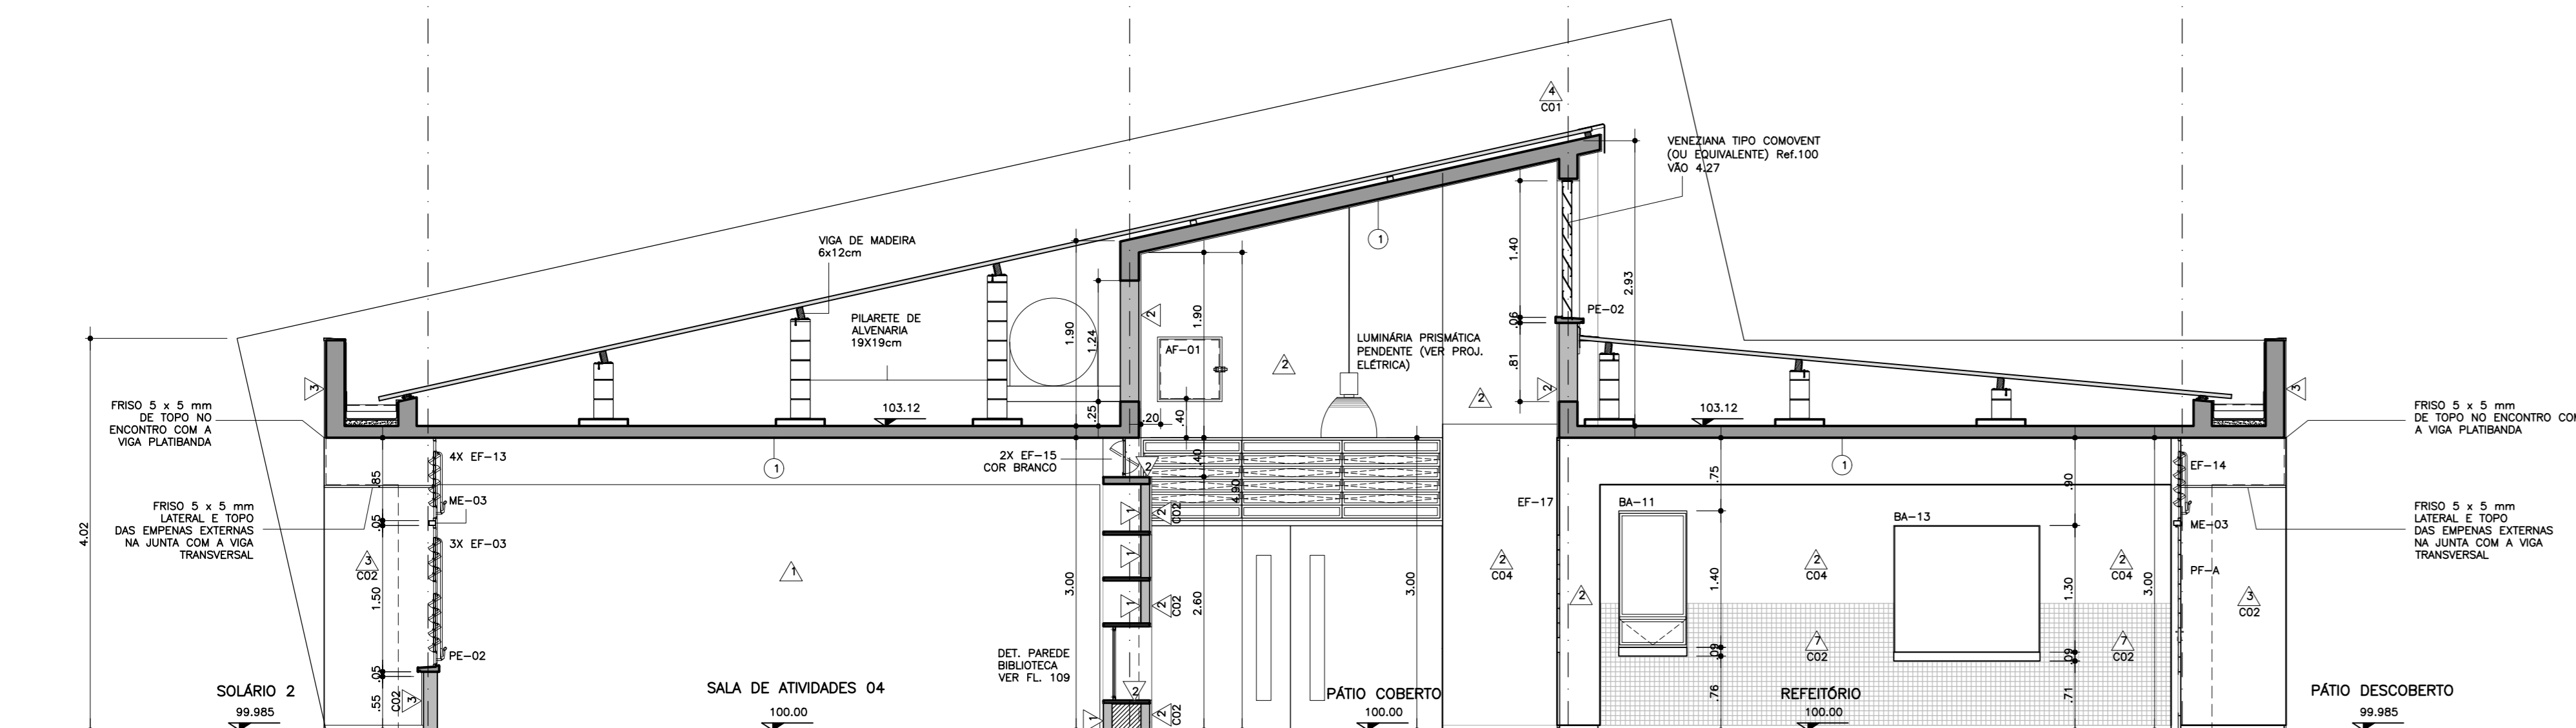 4
C01
VENEZIANA TIPO COMOVENT
(OU EQUIVALENTE) Ref.100
VÃO 4.27
VIGA DE MADEIRA
6x12cm
1
1.40
2.93
PILARETE DE
ALVENARIA
19X19cm
1.90
1.24
2
1.90
AF-01
.06
PE-02
LUMINÁRIA PRISMÁTICA
PENDENTE (VER PROJ.
ELÉTRICA)
2
.81
3
2
2
3
103.12
.25
.20
.40
103.12
FRISO 5 x 5 mm
DE TOPO NO
ENCONTRO COM A
VIGA PLATIBANDA
FRISO 5 x 5 mm
DE TOPO NO ENCONTRO COM
A VIGA PLATIBANDA
4X EF-13
1
2X EF-15
COR BRANCO
2
.40
1
EF-14
.85
.75
.90
4.90
ME-03
FRISO 5 x 5 mm
LATERAL E TOPO
DAS EMPENAS EXTERNAS
NA JUNTA COM A VIGA
TRANSVERSAL
.05
1
2
C02
EF-17
BA-11
BA-13
ME-03
FRISO 5 x 5 mm
LATERAL E TOPO
DAS EMPENAS EXTERNAS
NA JUNTA COM A VIGA
TRANSVERSAL
4.02
3X EF-03
3
C02
1
1
2
C04
2
C04
2
C04
PF-A
1.50
3.00
1
2
C02
2.60
3.00
2
1.40
1.30
3.00
3
C02
7
C02
7
C02
PE-02
DET. PAREDE
BIBLIOTECA
VER FL. 109
.05
.09
.09
.55
C02
3
2
1
2
C02
.76
.71
SOLÁRIO 2
99.985
SALA DE ATIVIDADES 04
100.00
PÁTIO COBERTO
100.00
REFEITÓRIO
100.00
PÁTIO DESCOBERTO
99.985